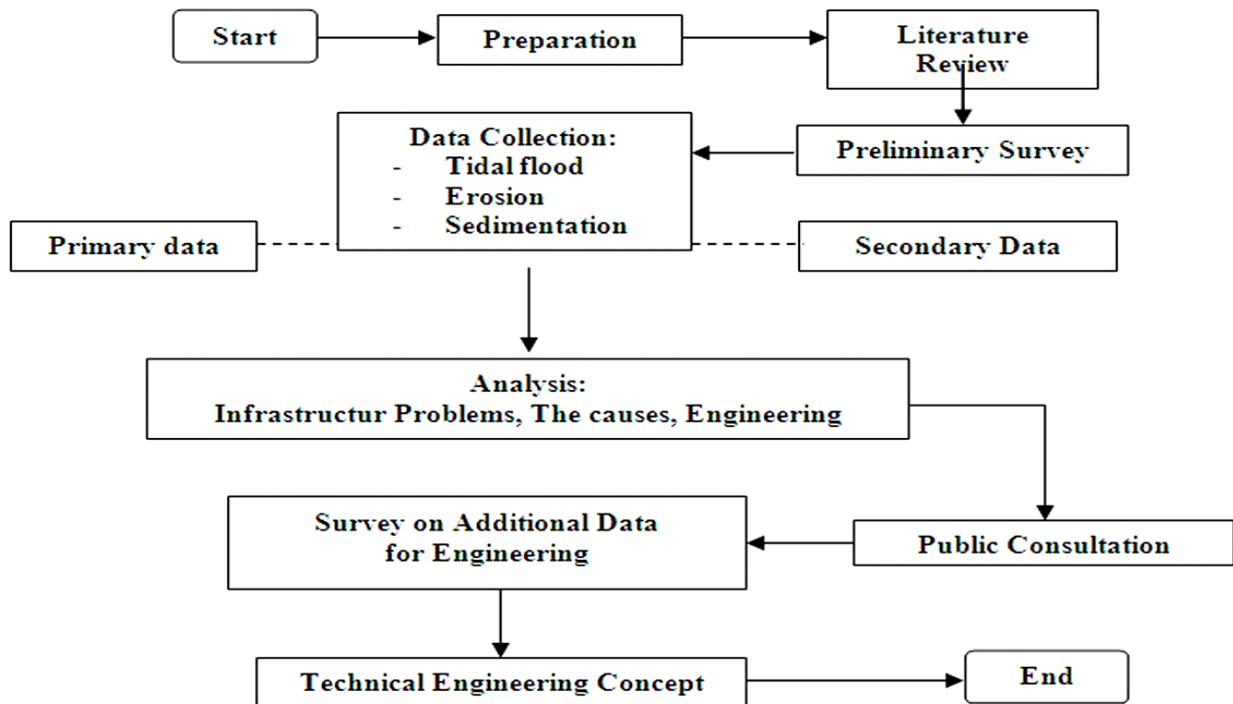 Start
Preparation
Literature
Review
Preliminary Survey
Data Collection:
- Tidal flood
- Erosion
- Sedimentation
Primary data
Secondary Data
Analysis:
Infrastructur Problems, The causes, Engineering
Public Consultation
Survey on Additional Data
for Engineering
Technical Engineering Concept
End